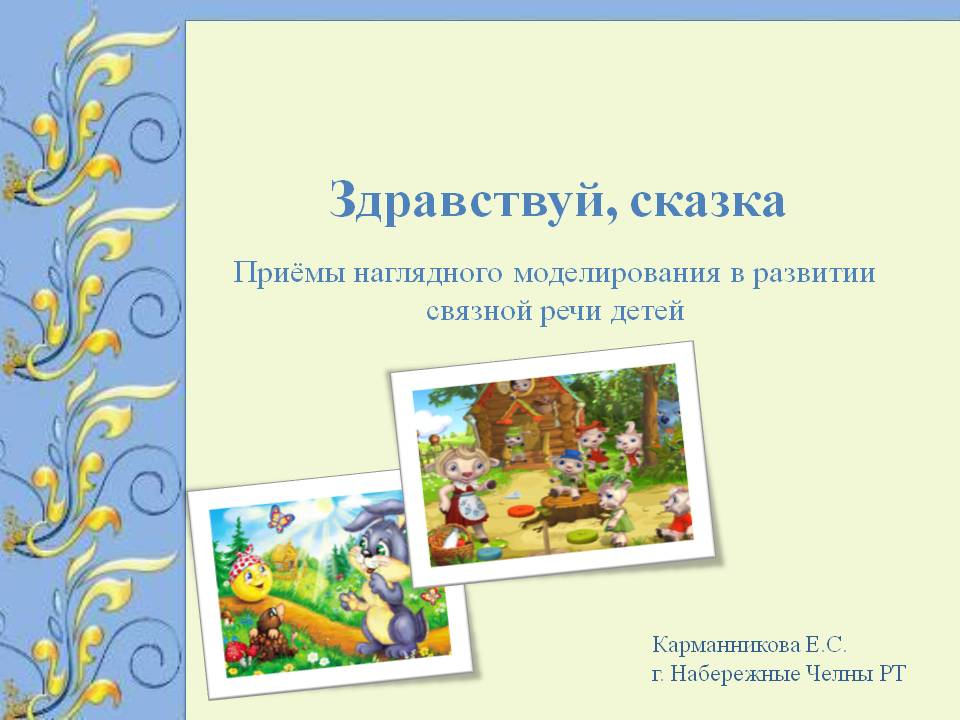 Здравствуй, сказка
Приёмы наглядного моделирования в развитии
связной речи детей
Карманникова Е.С.
г. Набережные Челны РТ